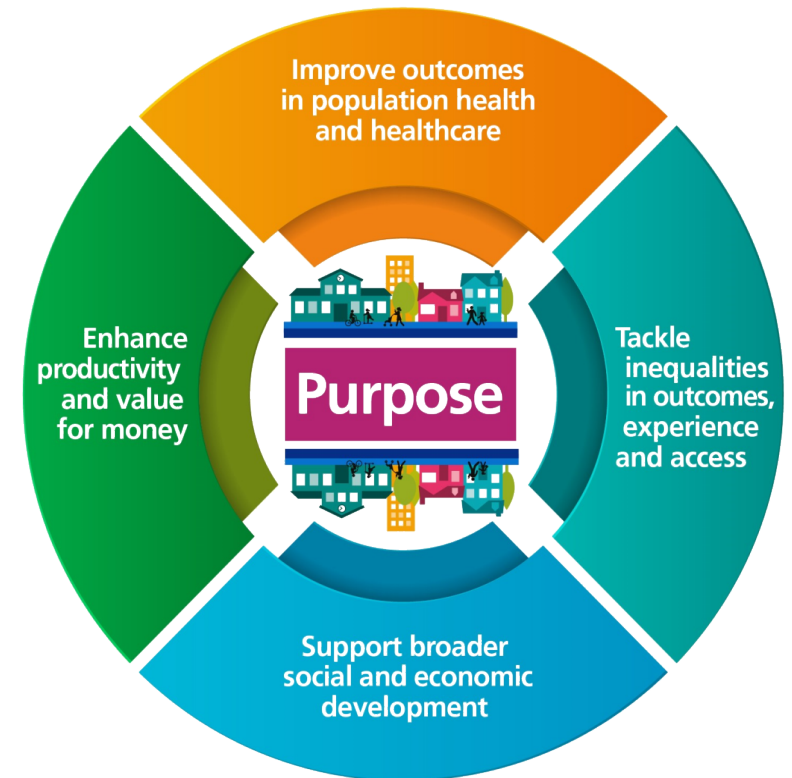 Improve outcomes
in population health
and healthcare
Tackle
inequalities
in outcomes,
experience
and access
Support broader
social and economic
development
Enhance
productivity
and value
for money
Purpose